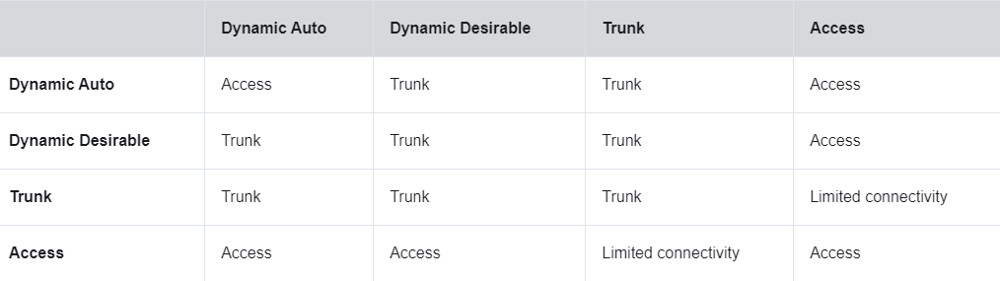 Dynamic Auto Dynamic Desirable Trunk Access
Dynamic Auto Access Trunk Trunk Access
Dynamic Desirable Trunk Trunk Trunk Access
Trunk Trunk Trunk Trunk Limited connectivity
Access Access Access Limited connectivity Access